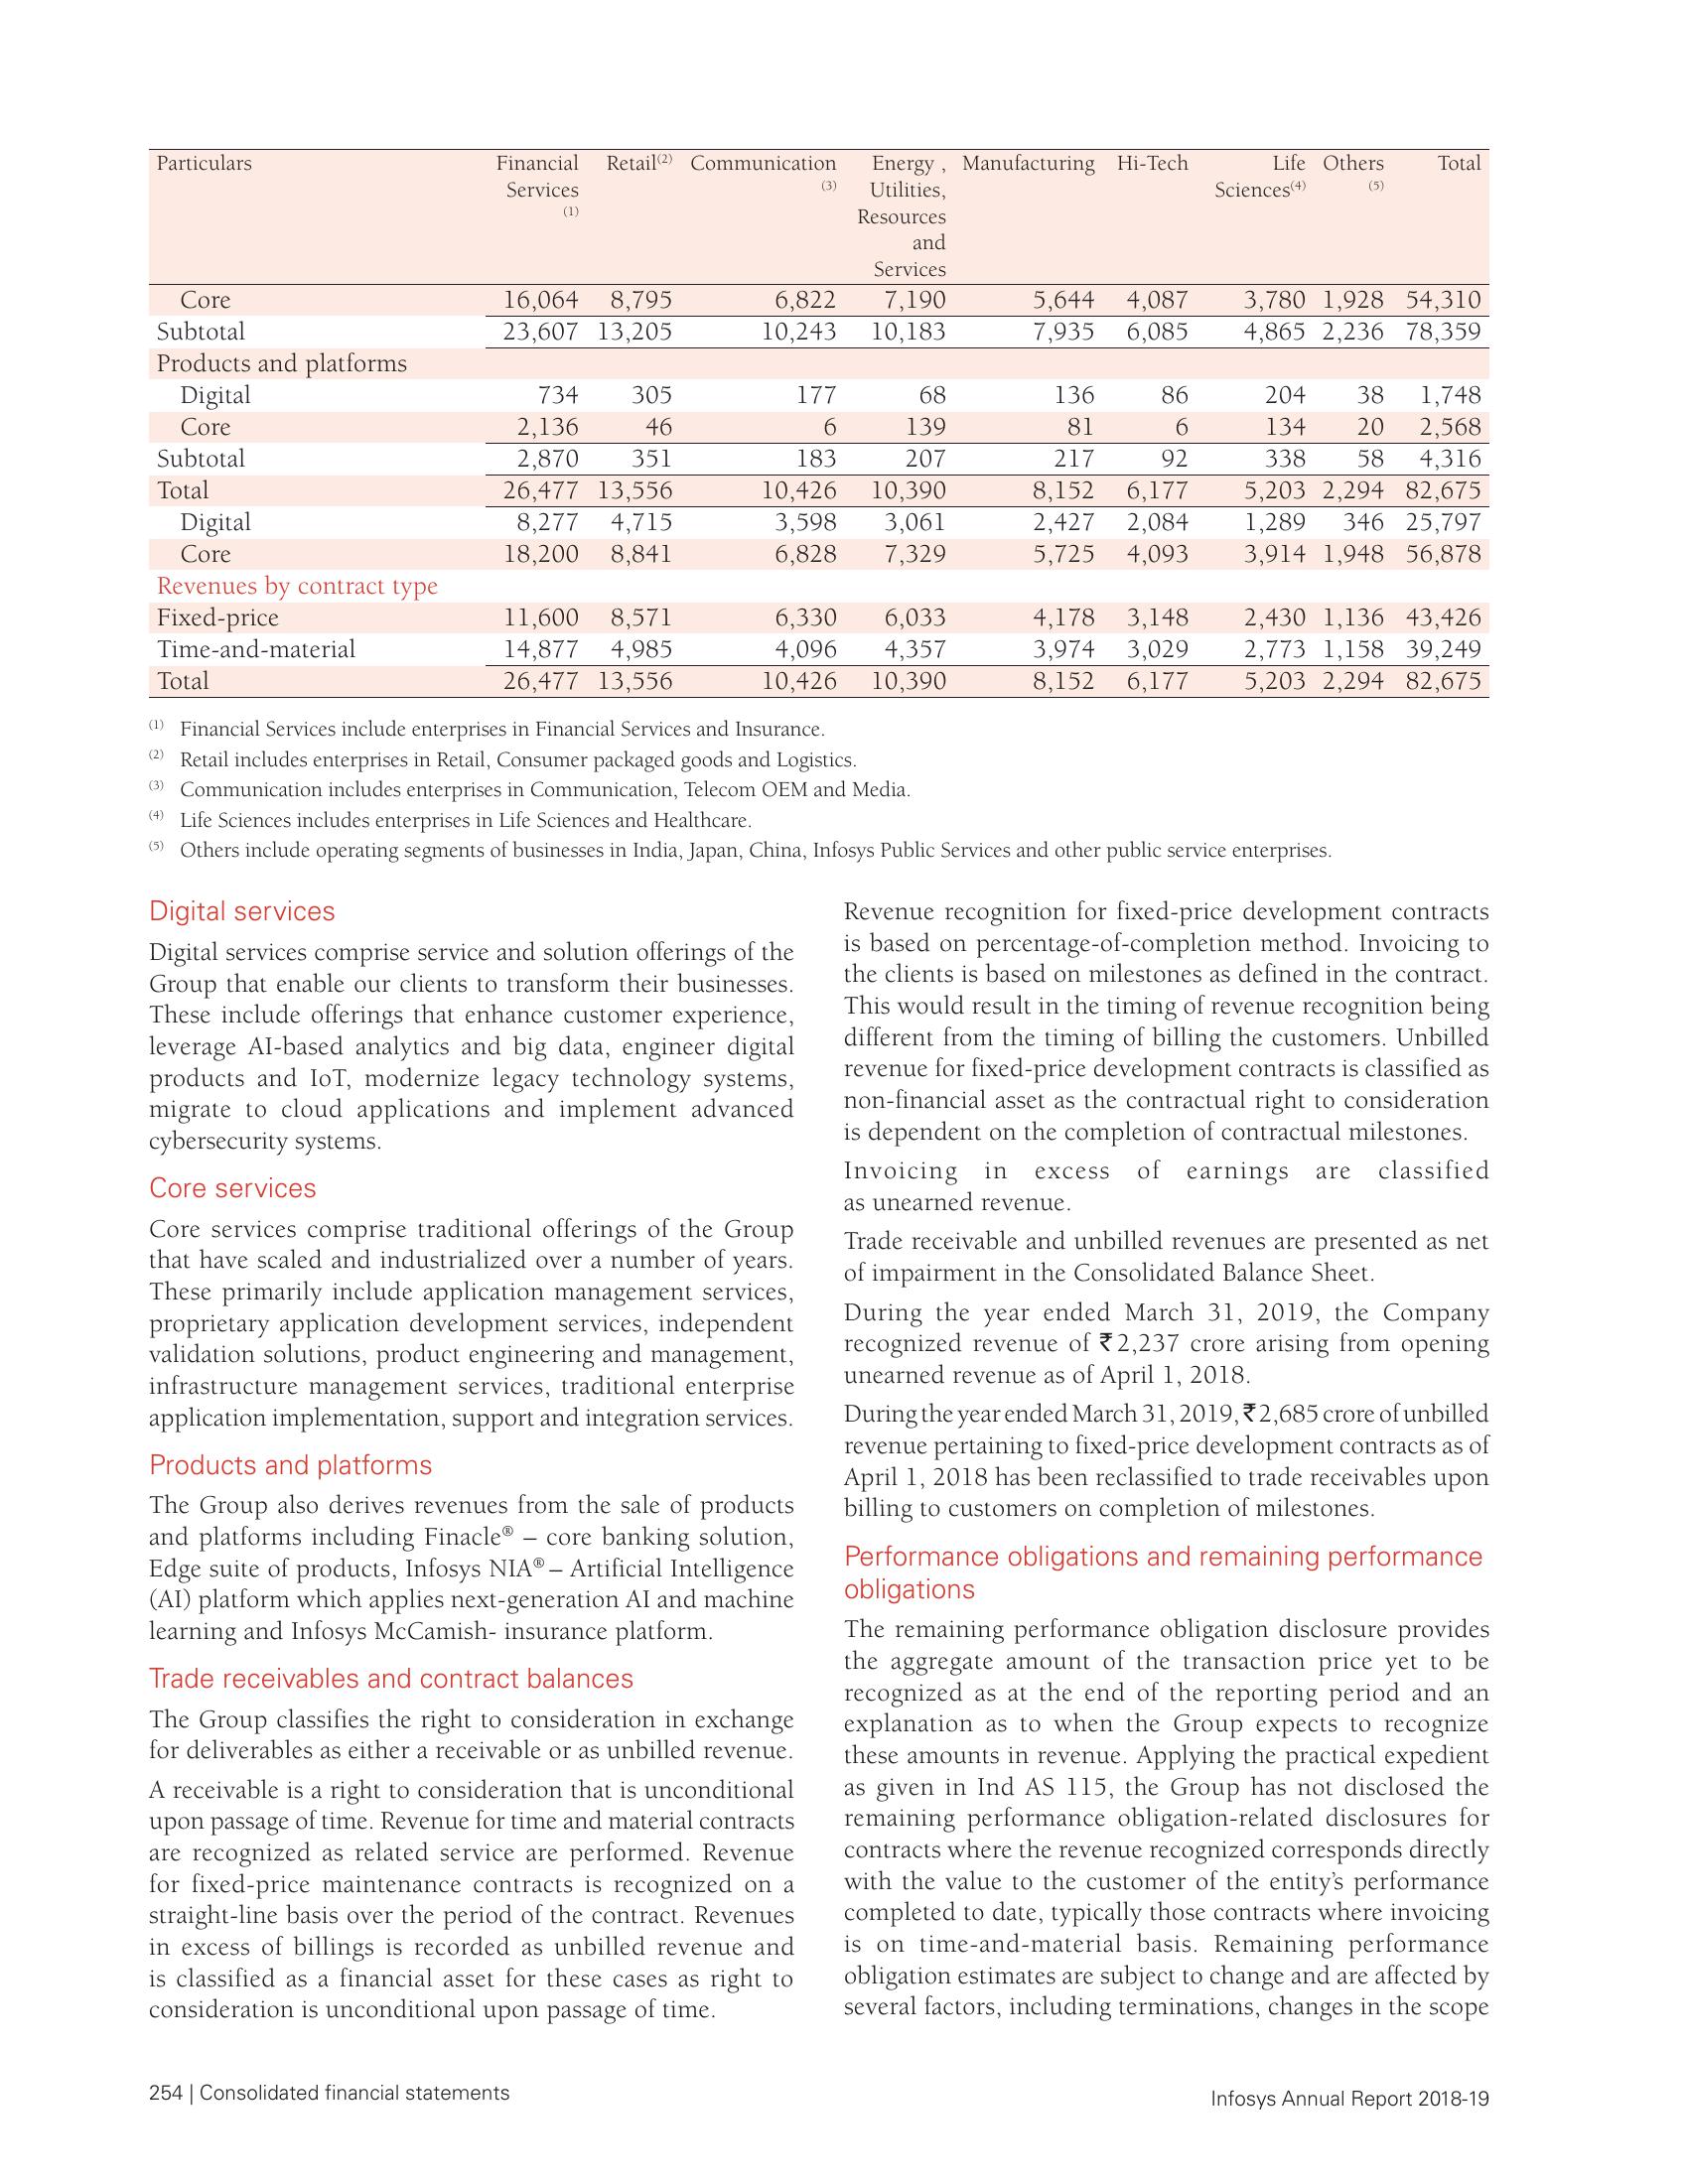 Particulars Financial Services (1) Retail(2) Communication (3) Energy , Utilities, Resources and Services Manufacturing Hi-Tech Life Sciences(4) Others (5) Total
Core 16,064 8,795 6,822 7,190 5,644 4,087 3,780 1,928 54,310
Subtotal 23,607 13,205 10,243 10,183 7,935 6,085 4,865 2,236 78,359
Products and platforms
Digital 734 305 177 68 136 86 204 38 1,748
Core 2,136 46 6 139 81 6 134 20 2,568
Subtotal 2,870 351 183 207 217 92 338 58 4,316
Total 26,477 13,556 10,426 10,390 8,152 6,177 5,203 2,294 82,675
Digital 8,277 4,715 3,598 3,061 2,427 2,084 1,289 346 25,797
Core 18,200 8,841 6,828 7,329 5,725 4,093 3,914 1,948 56,878
Revenues by contract type
Fixed-price 11,600 8,571 6,330 6,033 4,178 3,148 2,430 1,136 43,426
Time-and-material 14,877 4,985 4,096 4,357 3,974 3,029 2,773 1,158 39,249
Total 26,477 13,556 10,426 10,390 8,152 6,177 5,203 2,294 82,675
(1) Financial Services include enterprises in Financial Services and Insurance.
(2) Retail includes enterprises in Retail, Consumer packaged goods and Logistics.
(3) Communication includes enterprises in Communication, Telecom OEM and Media.
(4) Life Sciences includes enterprises in Life Sciences and Healthcare.
(5) Others include operating segments of businesses in India, Japan, China, Infosys Public Services and other public service enterprises.
Digital services
Digital services comprise service and solution offerings of the
Group that enable our clients to transform their businesses.
These include offerings that enhance customer experience,
leverage AI-based analytics and big data, engineer digital
products and IoT, modernize legacy technology systems,
migrate to cloud applications and implement advanced
cybersecurity systems.
Core services
Core services comprise traditional offerings of the Group
that have scaled and industrialized over a number of years.
These primarily include application management services,
proprietary application development services, independent
validation solutions, product engineering and management,
infrastructure management services, traditional enterprise
application implementation, support and integration services.
Products and platforms
The Group also derives revenues from the sale of products
and platforms including Finacle® – core banking solution,
Edge suite of products, Infosys NIA® – Artificial Intelligence
(AI) platform which applies next-generation AI and machine
learning and Infosys McCamish- insurance platform.
Trade receivables and contract balances
The Group classifies the right to consideration in exchange
for deliverables as either a receivable or as unbilled revenue.
A receivable is a right to consideration that is unconditional
upon passage of time. Revenue for time and material contracts
are recognized as related service are performed. Revenue
for fixed-price maintenance contracts is recognized on a
straight-line basis over the period of the contract. Revenues
in excess of billings is recorded as unbilled revenue and
is classified as a financial asset for these cases as right to
consideration is unconditional upon passage of time.
Revenue recognition for fixed-price development contracts
is based on percentage-of-completion method. Invoicing to
the clients is based on milestones as defined in the contract.
This would result in the timing of revenue recognition being
different from the timing of billing the customers. Unbilled
revenue for fixed-price development contracts is classified as
non-financial asset as the contractual right to consideration
is dependent on the completion of contractual milestones.
Invoicing in excess of earnings are classified
as unearned revenue.
Trade receivable and unbilled revenues are presented as net
of impairment in the Consolidated Balance Sheet.
During the year ended March 31, 2019, the Company
recognized revenue of ₹2,237 crore arising from opening
unearned revenue as of April 1, 2018.
During the year ended March 31, 2019, ₹2,685 crore of unbilled
revenue pertaining to fixed-price development contracts as of
April 1, 2018 has been reclassified to trade receivables upon
billing to customers on completion of milestones.
Performance obligations and remaining performance
obligations
The remaining performance obligation disclosure provides
the aggregate amount of the transaction price yet to be
recognized as at the end of the reporting period and an
explanation as to when the Group expects to recognize
these amounts in revenue. Applying the practical expedient
as given in Ind AS 115, the Group has not disclosed the
remaining performance obligation-related disclosures for
contracts where the revenue recognized corresponds directly
with the value to the customer of the entity’s performance
completed to date, typically those contracts where invoicing
is on time-and-material basis. Remaining performance
obligation estimates are subject to change and are affected by
several factors, including terminations, changes in the scope
254 | Consolidated financial statements
Infosys Annual Report 2018-19